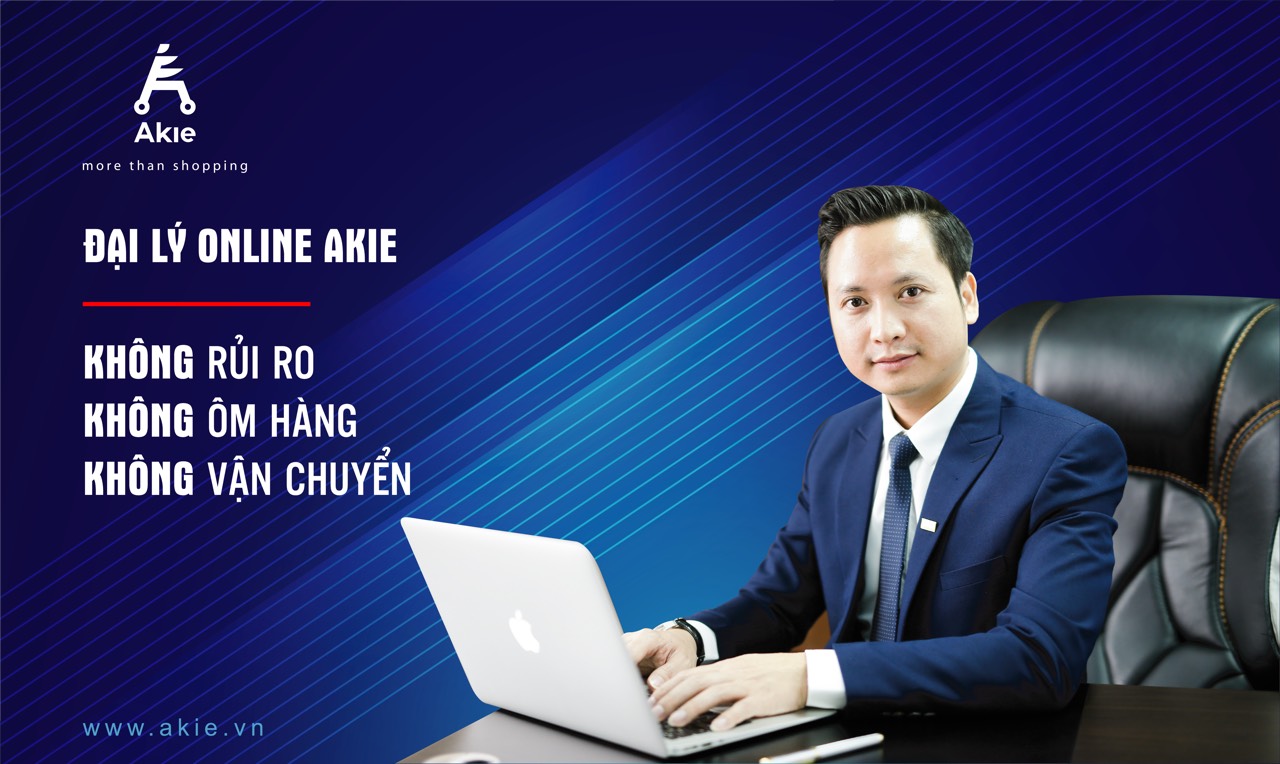 Akie
more than shopping
ĐẠI LÝ ONLINE AKIE
KHÔNG RỦI RO
KHÔNG ÔM HÀNG
KHÔNG VẬN CHUYỂN
www.akie.vn